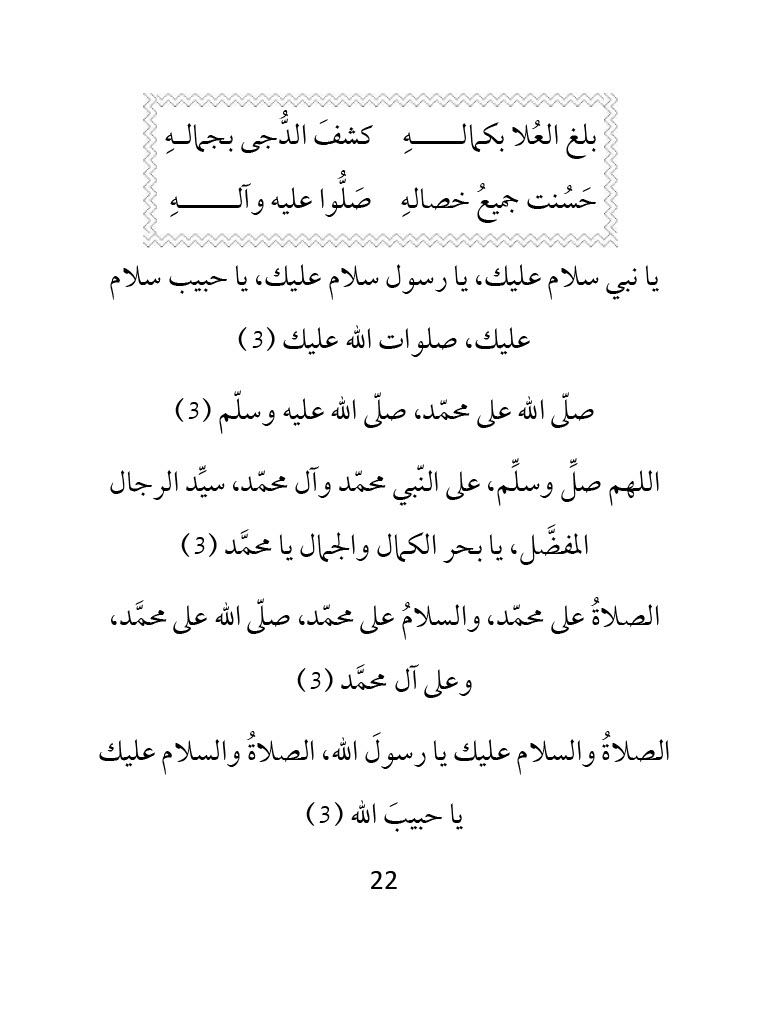 بلغ العُلا بكمالـــــهِ كشفَ الدُّجى بجمالـهِ
حَسُنت جميعُ خصالهِ صَلُّوا عليه وآلـــــــهِ
يا نبي سلام عليك، يا رسول سلام عليك، يا حبيب سلام
عليك، صلوات الله عليك (3)
صلّى الله على محمّد، صلّى الله عليه وسلّم (3)
اللهم صلِّ وسلِّم، على النّبي محمّد وآل محمّد، سيِّد الرجال
المفضَّل، يا بحر الكمال والجمال يا محمَّد (3)
الصلاةُ على محمّد، والسلامُ على محمّد، صلّى الله على محمَّد،
وعلى آل محمَّد (3)
الصلاةُ والسلام عليك يا رسولَ الله، الصلاةُ والسلام عليك
يا حبيبَ الله (3)
22